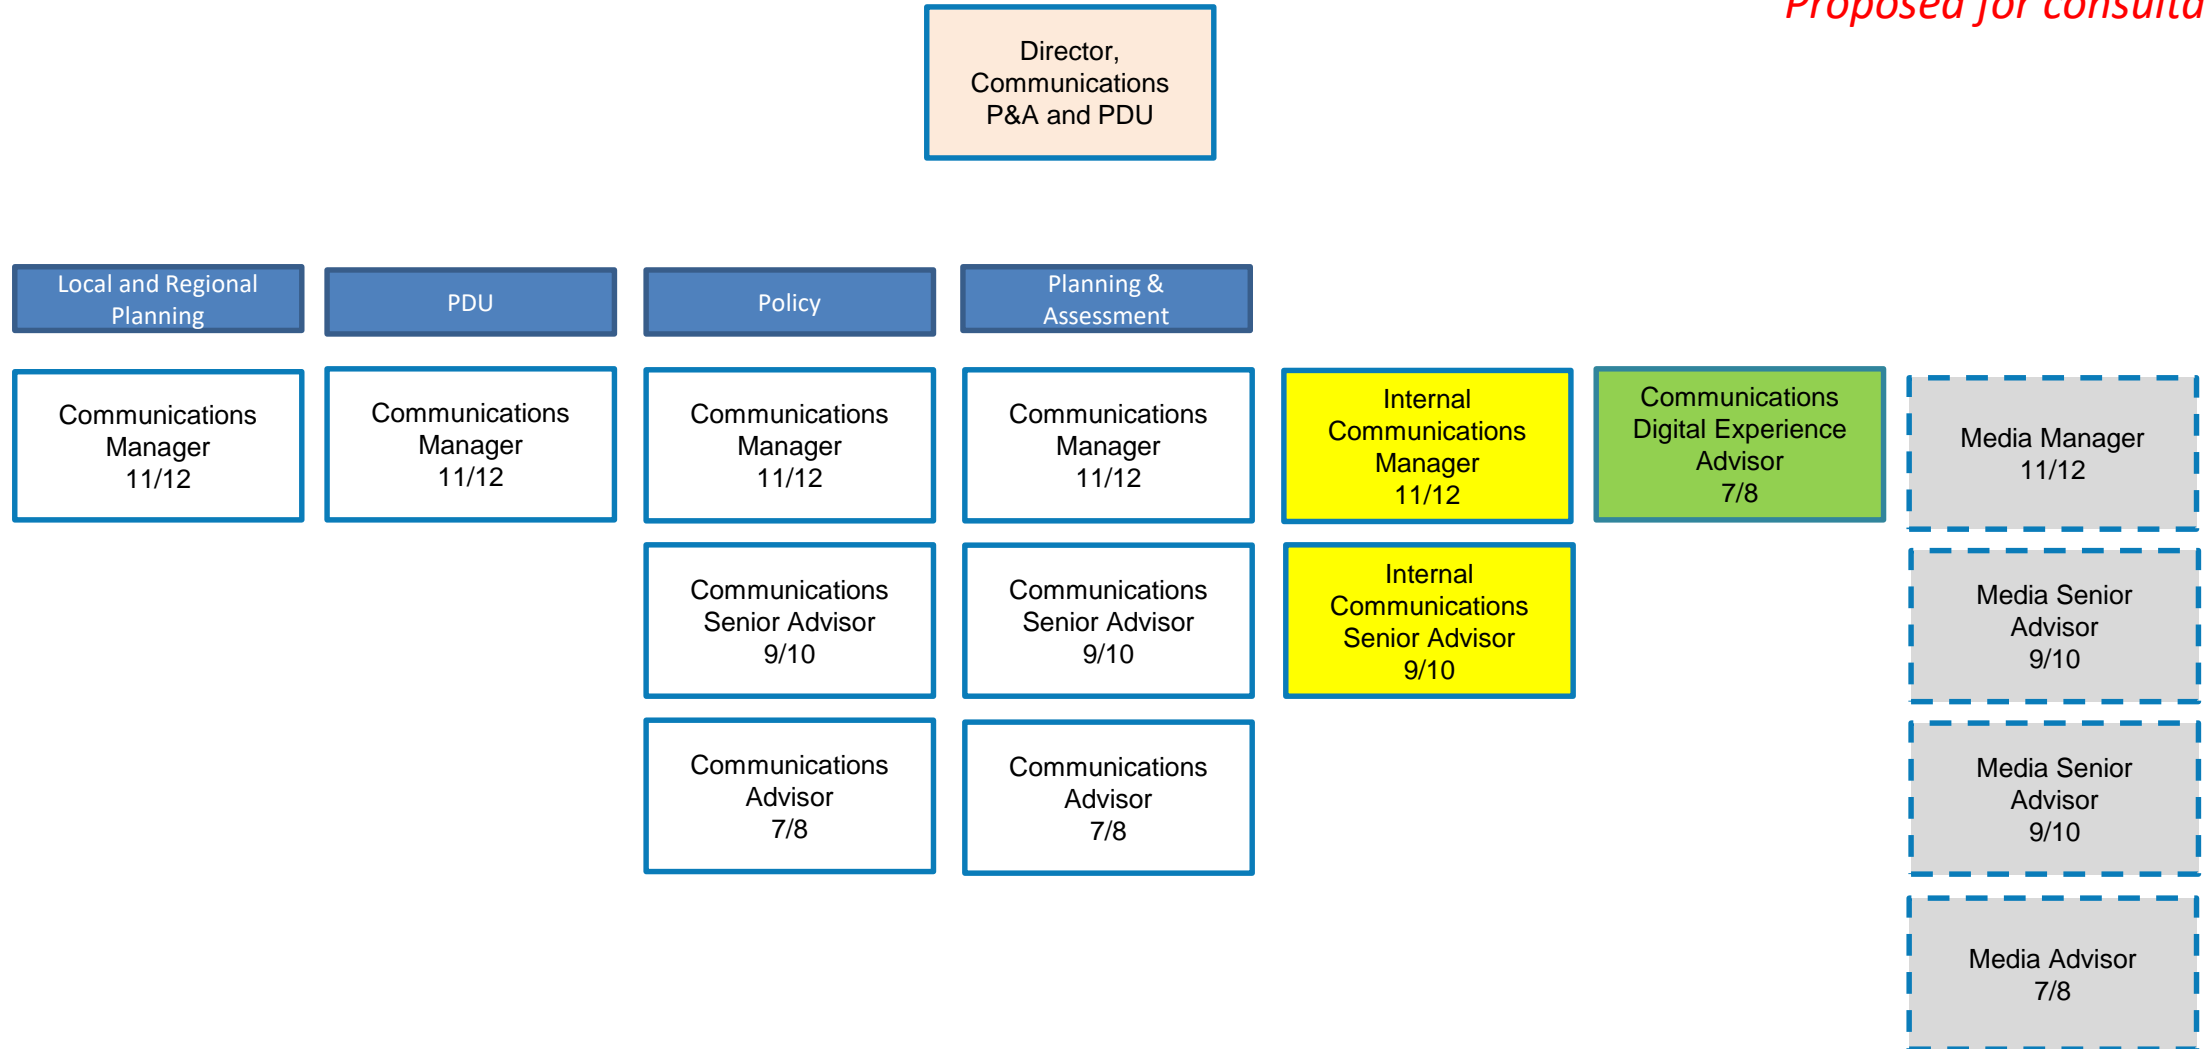 Proposed for
Director,
Communications
P&A and PDU
Local and Regional
Planning
PDU
Policy
Planning &
Assessment
Communications
Manager
11/12
Communications
Manager
11/12
Communications
Manager
11/12
Communications
Manager
11/12
Internal
Communications
Manager
11/12
Communications
Digital Experience
Advisor
7/8
Media Manager
11/12
Communications
Senior Advisor
9/10
Communications
Senior Advisor
9/10
Internal
Communications
Senior Advisor
9/10
Media Senior
Advisor
9/10
Communications
Advisor
7/8
Communications
Advisor
7/8
Media Senior
Advisor
9/10
Media Advisor
7/8